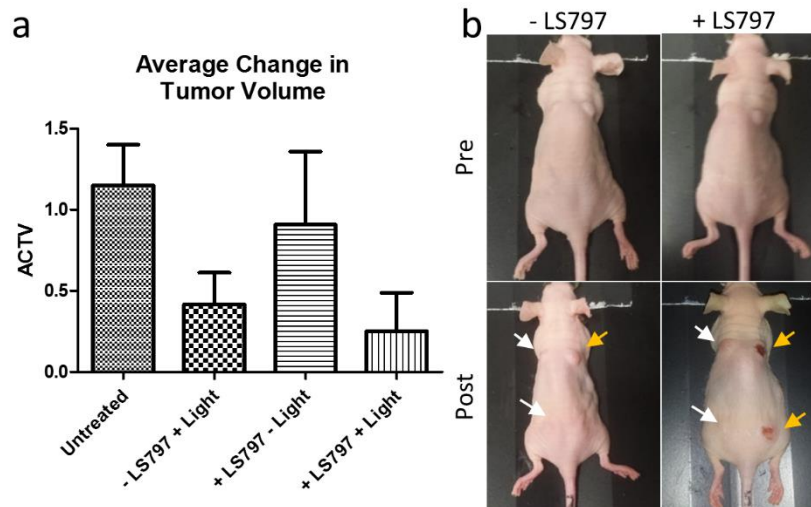 a
Average Change in
Tumor Volume
ACTV
1.5
1.0
0.5
0.0
Untreated
- LS797 + Light
+ LS797 - Light
+ LS797 + Light
b
- LS797
+ LS797
Pre
Post